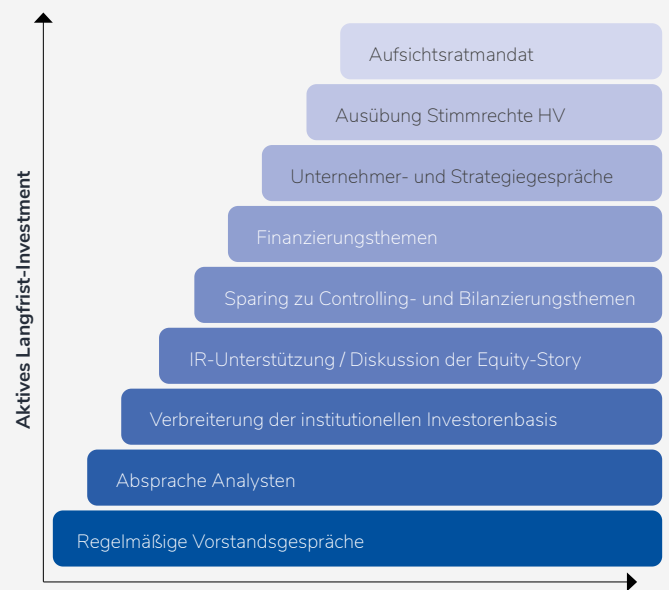 Aufsichtsratmandat
Ausübung Stimmrechte HV
Unternehmer- und Strategiegespräche
Finanzierungsthemen
Sparing zu Controlling- und Bilanzierungsthemen
IR-Unterstützung / Diskussion der Equity-Story
Verbreiterung der institutionellen Investorenbasis
Absprache Analysten
Regelmäßige Vorstandsgespräche
Aktives Langfrist-Investment